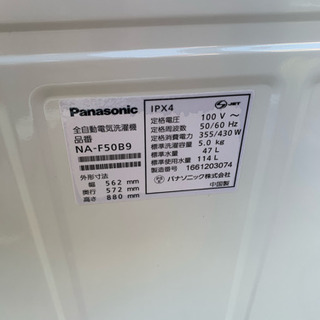 Panasonic
全自動電気洗濯機
品番
NA-F50B9
外形寸法
幅 562 mm
奥行 572 mm
高さ 880 mm
IPX4
JET
定格電圧 100 V ~
定格周波数 50/60 Hz
定格消費電力 355/430 W
標準洗濯容量 5.0 kg
標準水量 47 L
標準使用水量 114 L
製造番号 1661203074
パナソニック株式会社
中国製